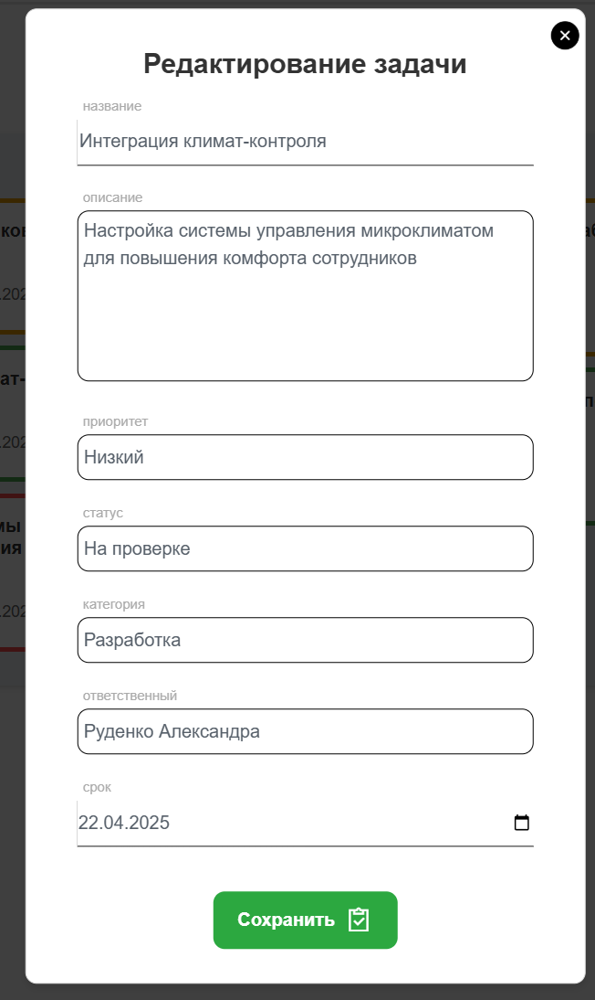 Редактирование задачи
название
Интеграция климат-контроля
описание
Настройка системы управления микроклиматом
для повышения комфорта сотрудников
приоритет
Низкий
статус
На проверке
категория
Разработка
ответственный
Руденко Александра
срок
22.04.2025
Сохранить